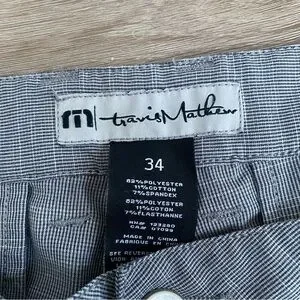 m travisMathew
34
82%POLYESTER
11%COTTON
7%SPANDEX
82%POLYESTER
11%COTON
7%ELASTHANNE
MADE IN CHINA
FABRIQUE EN CHINE